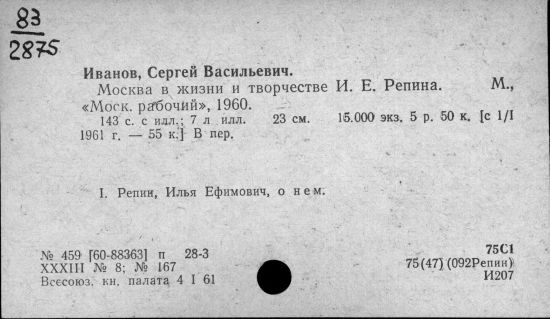 83
2875
Иванов, Сергей Васильевич.
Москва в жизни и творчестве И. Е. Репина. М.,
«Моск. рабочий», 1960.
143 с. с илл.; 7 л илл. 23 см. 15.000 экз. 5 р. 50 к. [с 1/I
1961 г. — 55 к.] В пер.
I. Репин, Илья Ефимович, о нем.
№ 459 [60-88363] п 28-3
XXXIII № 8; № 167
Всесоюз. кн. палата 4 I 61
75С1
75(47)(092Репин)
И207